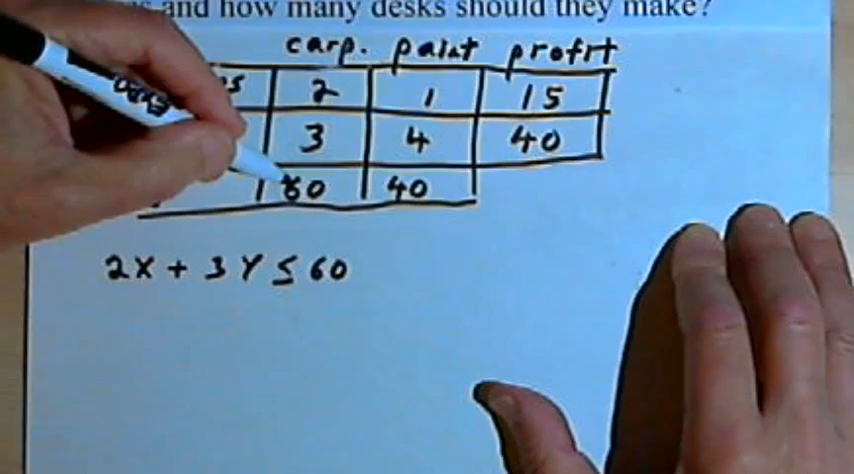 and how many desks should they make?
carp. paint profit
2 1 15
3 4 40
60 40
2X + 3Y ≤ 60